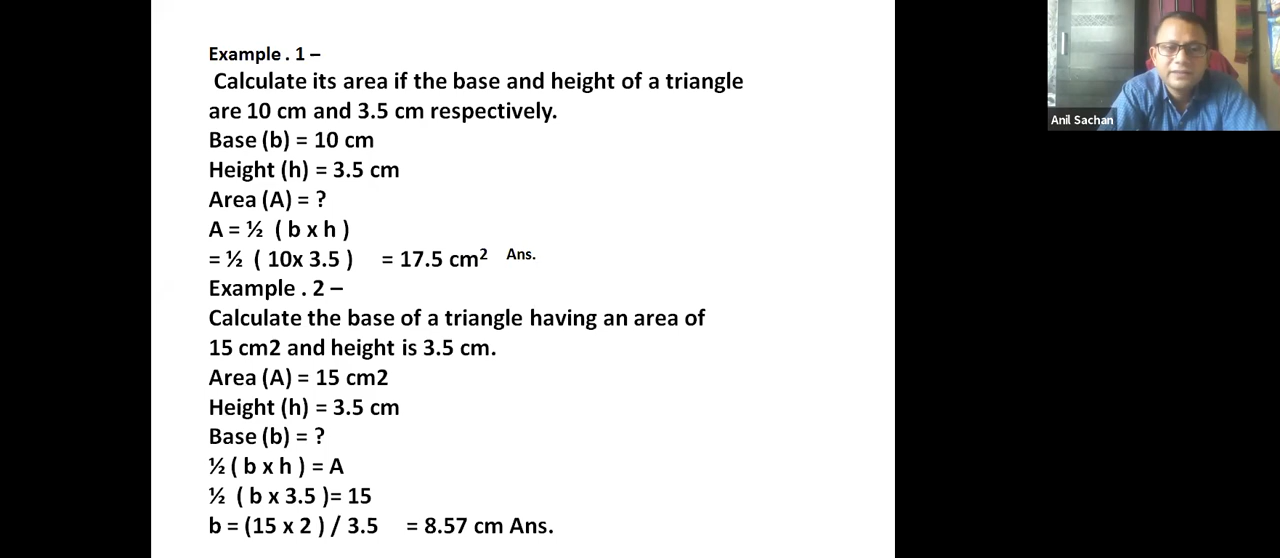 Example . 1 –
Calculate its area if the base and height of a triangle
are 10 cm and 3.5 cm respectively.
Base (b) = 10 cm
Height (h) = 3.5 cm
Area (A) = ?
A = ½ ( b x h )
= ½ ( 10x 3.5 ) = 17.5 cm² Ans.
Example . 2 –
Calculate the base of a triangle having an area of
15 cm2 and height is 3.5 cm.
Area (A) = 15 cm2
Height (h) = 3.5 cm
Base (b) = ?
½ ( b x h ) = A
½ ( b x 3.5 )= 15
b = (15 x 2 ) / 3.5 = 8.57 cm Ans.
Anil Sachan